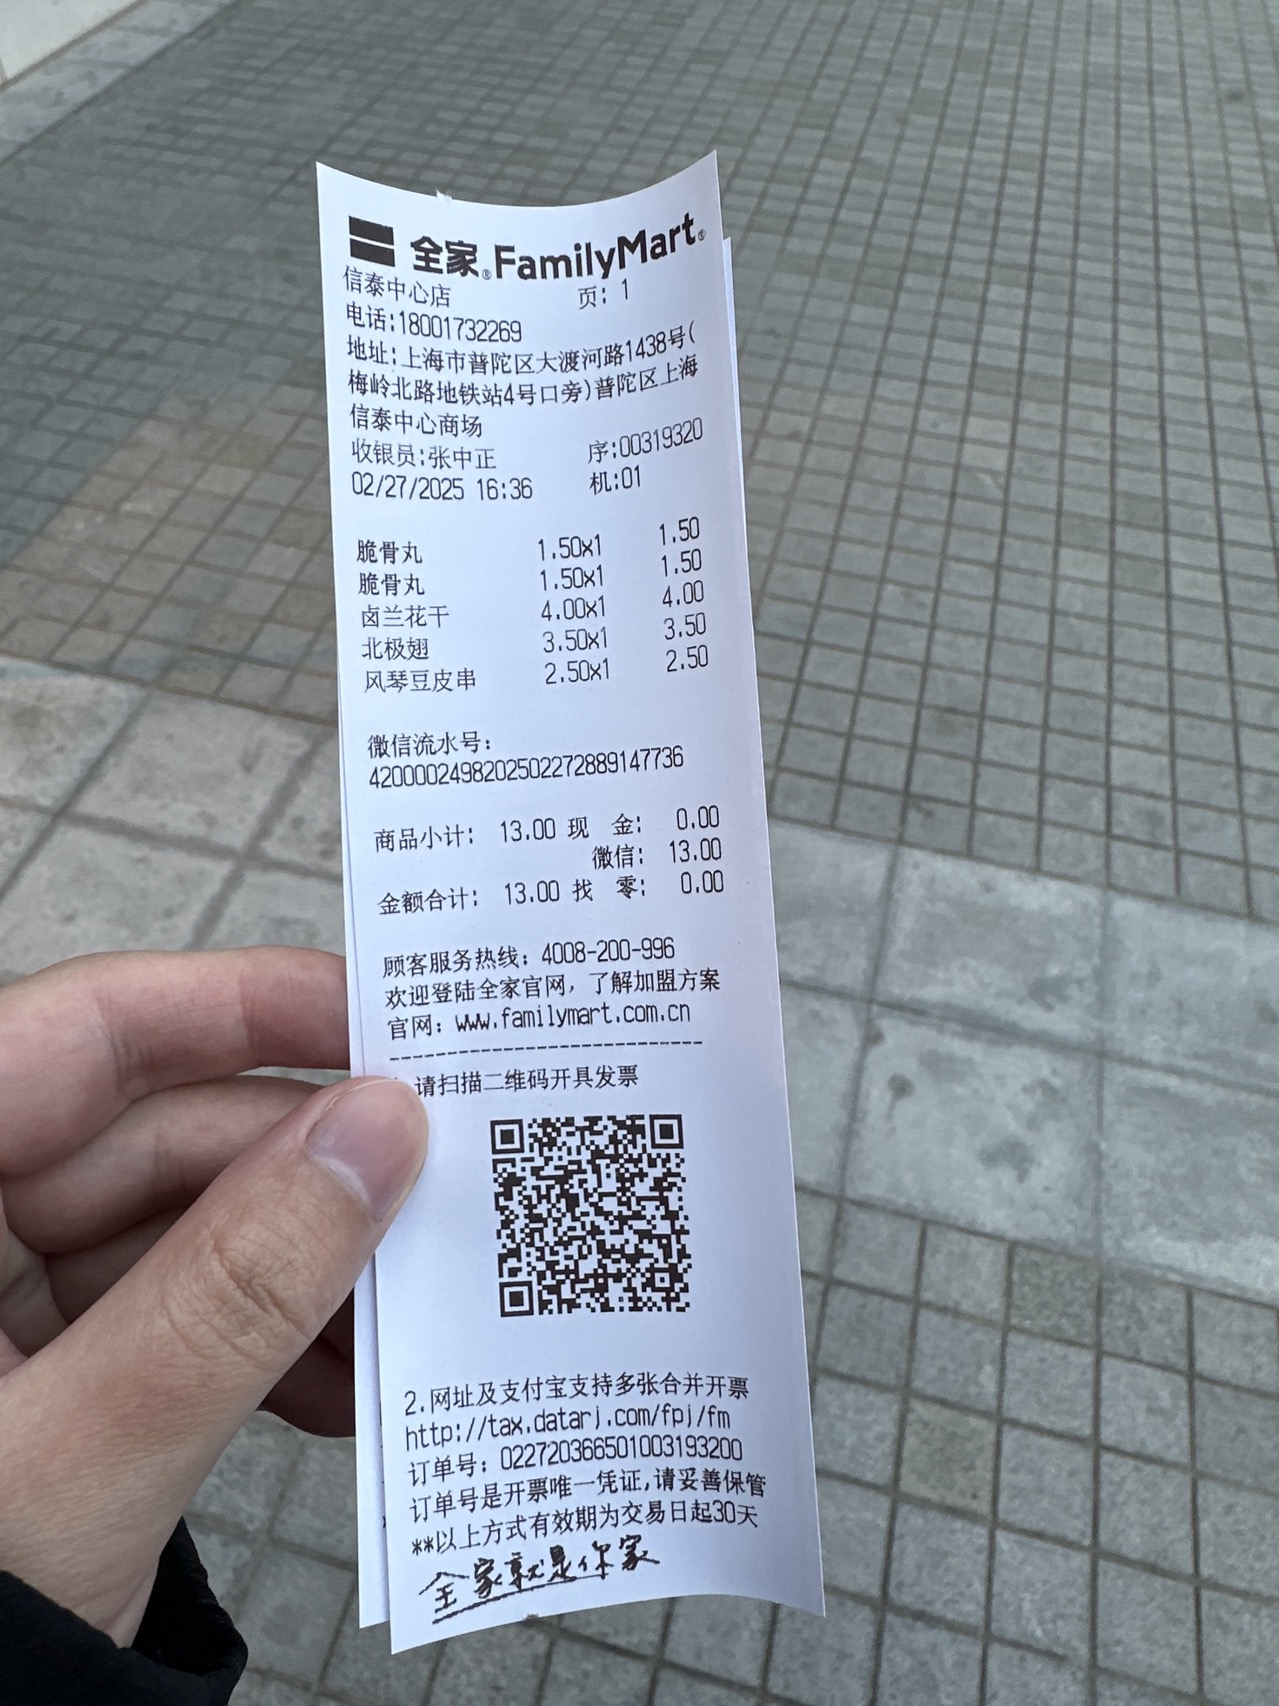 全家® FamilyMart®
信泰中心店 页: 1
电话:18001732269
地址:上海市普陀区大渡河路1438号(
梅岭北路地铁站4号口旁)普陀区上海
信泰中心商场
收银员:张中正 序:00319320
02/27/2025 16:36 机:01
脆骨丸 1.50x1 1.50
脆骨丸 1.50x1 1.50
卤兰花干 4.00x1 4.00
北极翅 3.50x1 3.50
风琴豆皮串 2.50x1 2.50
微信流水号:
4200002498202502272889147736
商品小计: 13.00 现 金: 0.00
微信: 13.00
金额合计: 13.00 找 零: 0.00
顾客服务热线: 4008-200-996
欢迎登陆全家官网, 了解加盟方案
官网: www.familymart.com.cn
--------------------------------
请扫描二维码开具发票
2.网址及支付宝支持多张合并开票
http://tax.datarj.com/fpj/fm
订单号: 022720366501003193200
订单号是开票唯一凭证,请妥善保管
**以上方式有效期为交易日起30天
全家就是你家